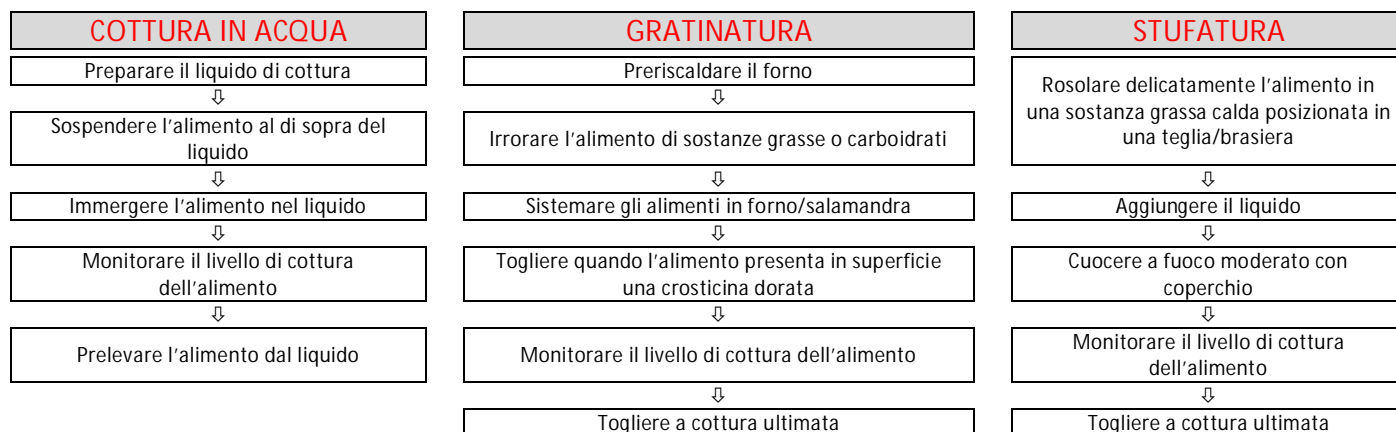 COTTURA IN ACQUA
Preparare il liquido di cottura
⇩
Sospendere l'alimento al di sopra del
liquido
⇩
Immergere l'alimento nel liquido
⇩
Monitorare il livello di cottura
dell'alimento
⇩
Prelevare l'alimento dal liquido
GRATINATURA
Preriscaldare il forno
⇩
Irrorare l'alimento di sostanze grasse o carboidrati
⇩
Sistemare gli alimenti in forno/salamandra
⇩
Togliere quando l'alimento presenta in superficie
una crosticina dorata
⇩
Monitorare il livello di cottura dell'alimento
⇩
Togliere a cottura ultimata
STUFATURA
Rosolare delicatamente l'alimento in
una sostanza grassa calda posizionata in
una teglia/brasiera
⇩
Aggiungere il liquido
⇩
Cuocere a fuoco moderato con
coperchio
⇩
Monitorare il livello di cottura
dell'alimento
⇩
Togliere a cottura ultimata